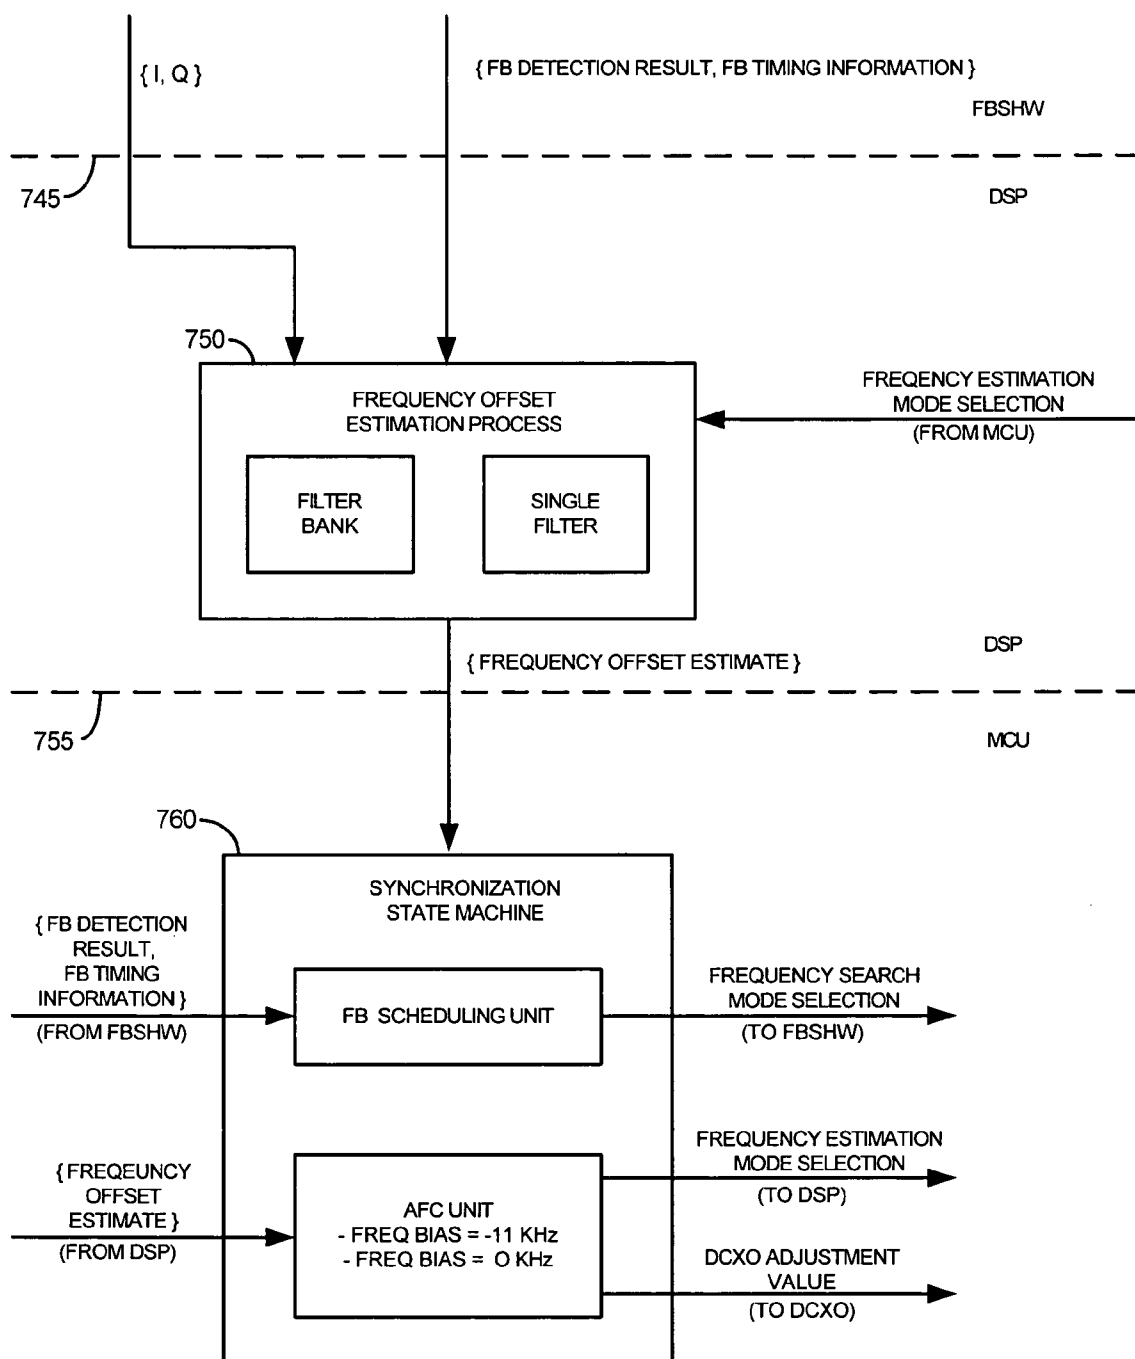 { I, Q }
{ FB DETECTION RESULT, FB TIMING INFORMATION }
FBSHW
745
DSP
750
FREQUENCY OFFSET
ESTIMATION PROCESS
FILTER
BANK
SINGLE
FILTER
FREQENCY ESTIMATION
MODE SELECTION
(FROM MCU)
DSP
{ FREQUENCY OFFSET ESTIMATE }
755
MCU
760
SYNCHRONIZATION
STATE MACHINE
{ FB DETECTION
RESULT,
FB TIMING
INFORMATION }
(FROM FBSHW)
FB SCHEDULING UNIT
FREQUENCY SEARCH
MODE SELECTION
(TO FBSHW)
{ FREQEUNCY
OFFSET
ESTIMATE }
(FROM DSP)
AFC UNIT
- FREQ BIAS = -11 KHz
- FREQ BIAS = O KHz
FREQUENCY ESTIMATION
MODE SELECTION
(TO DSP)
DCXO ADJUSTMENT
VALUE
(TO DCXO)